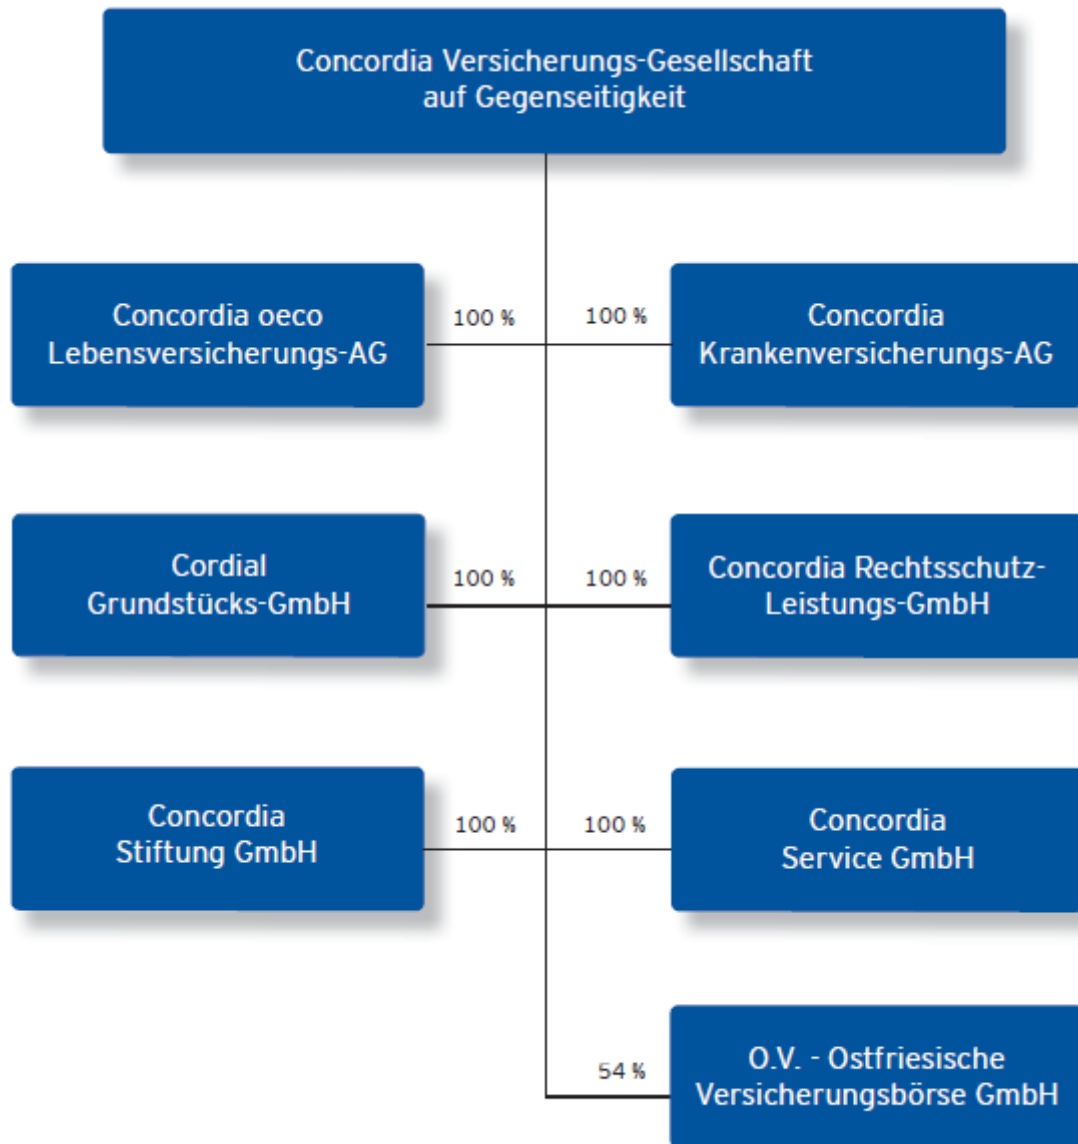 Concordia Versicherungs-Gesellschaft
auf Gegenseitigkeit
Concordia oeco
Lebensversicherungs-AG
100 %
100 %
Concordia
Krankenversicherungs-AG
Cordial
Grundstücks-GmbH
100 %
100 %
Concordia Rechtsschutz-
Leistungs-GmbH
Concordia
Stiftung GmbH
100 %
100 %
Concordia
Service GmbH
54 %
O.V. - Ostfriesische
Versicherungsbörse GmbH